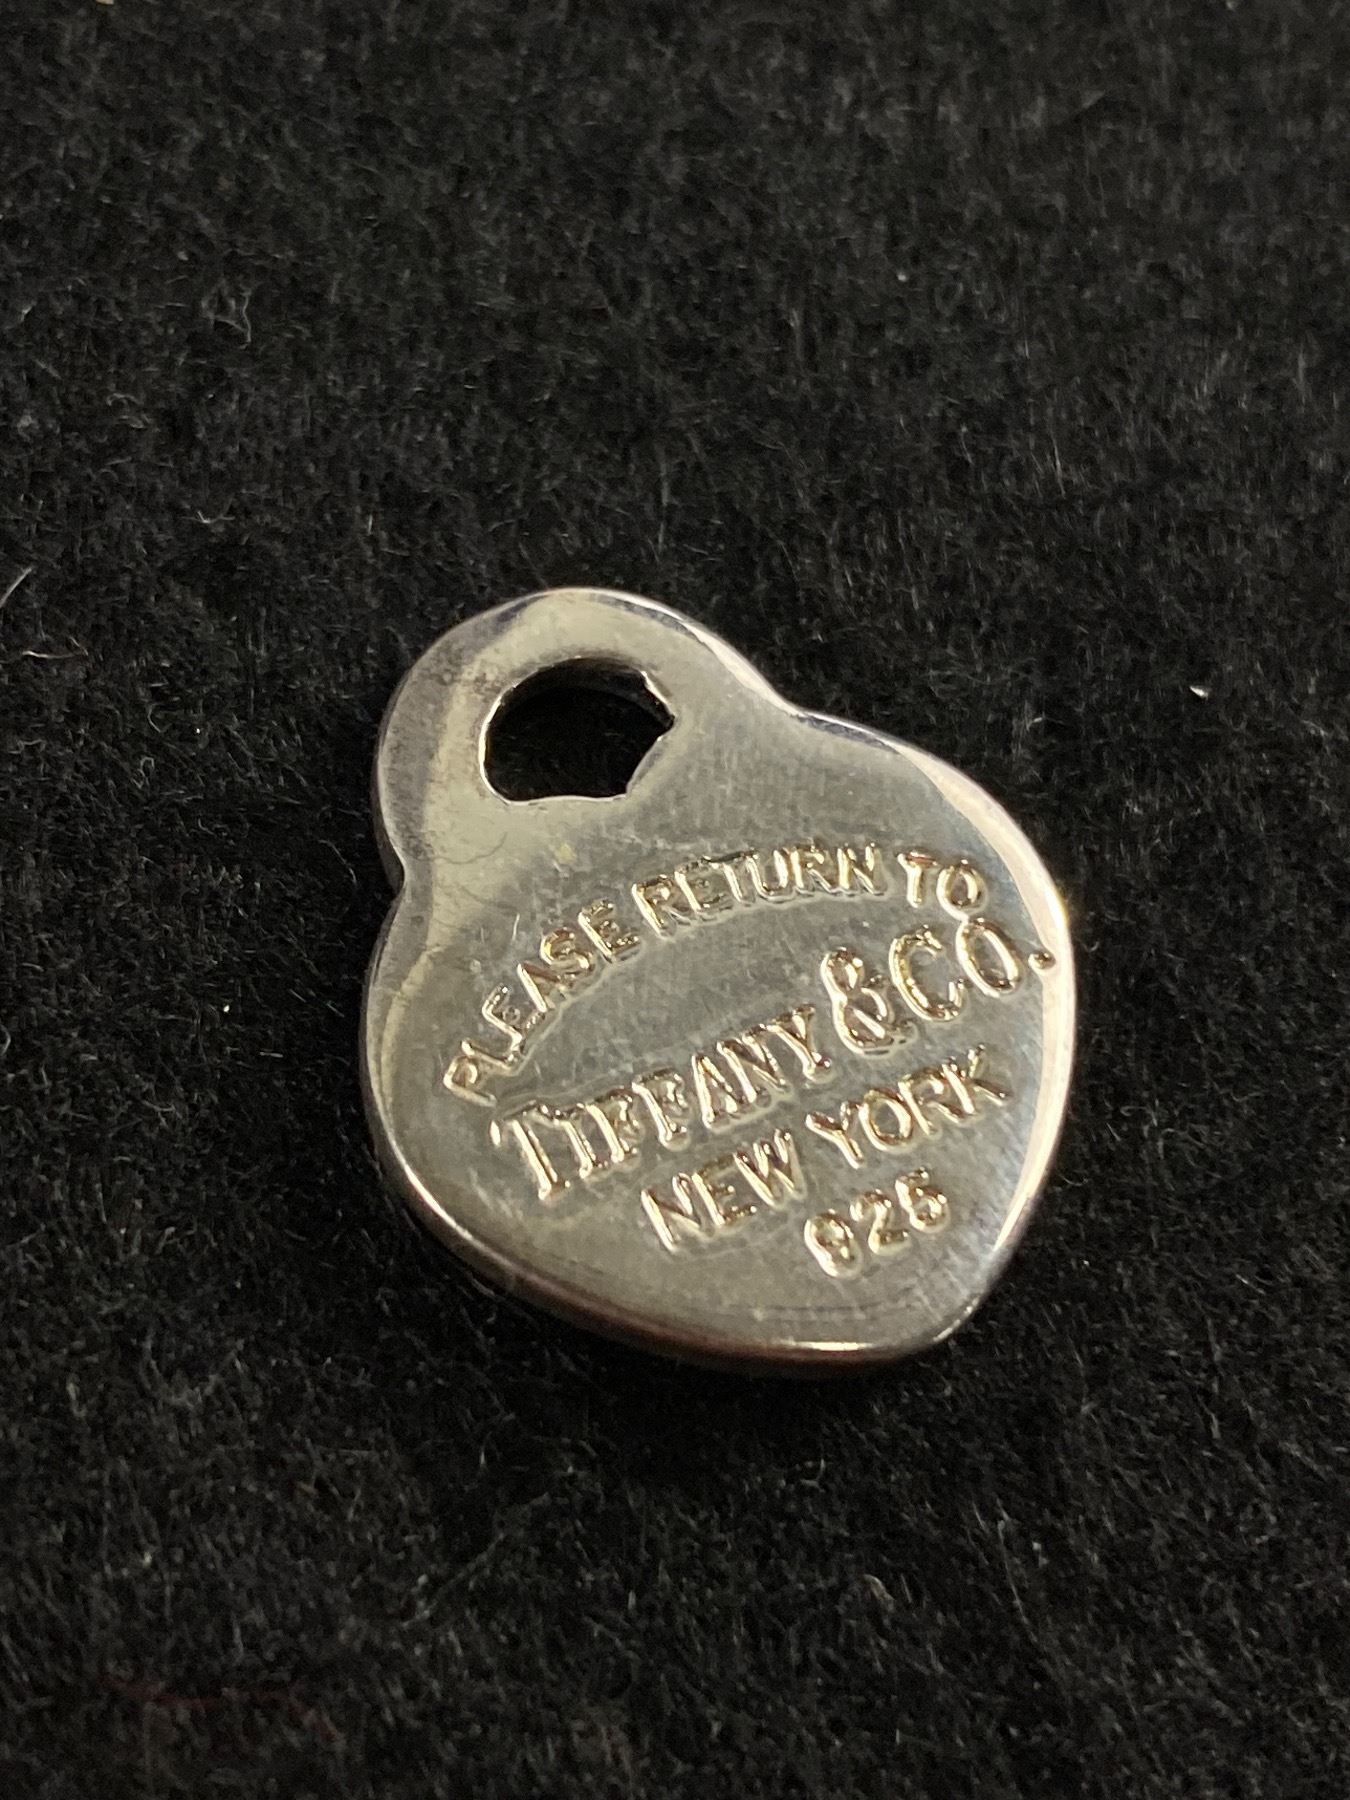 PLEASE RETURN TO
TIFFANY & CO.
NEW YORK
925